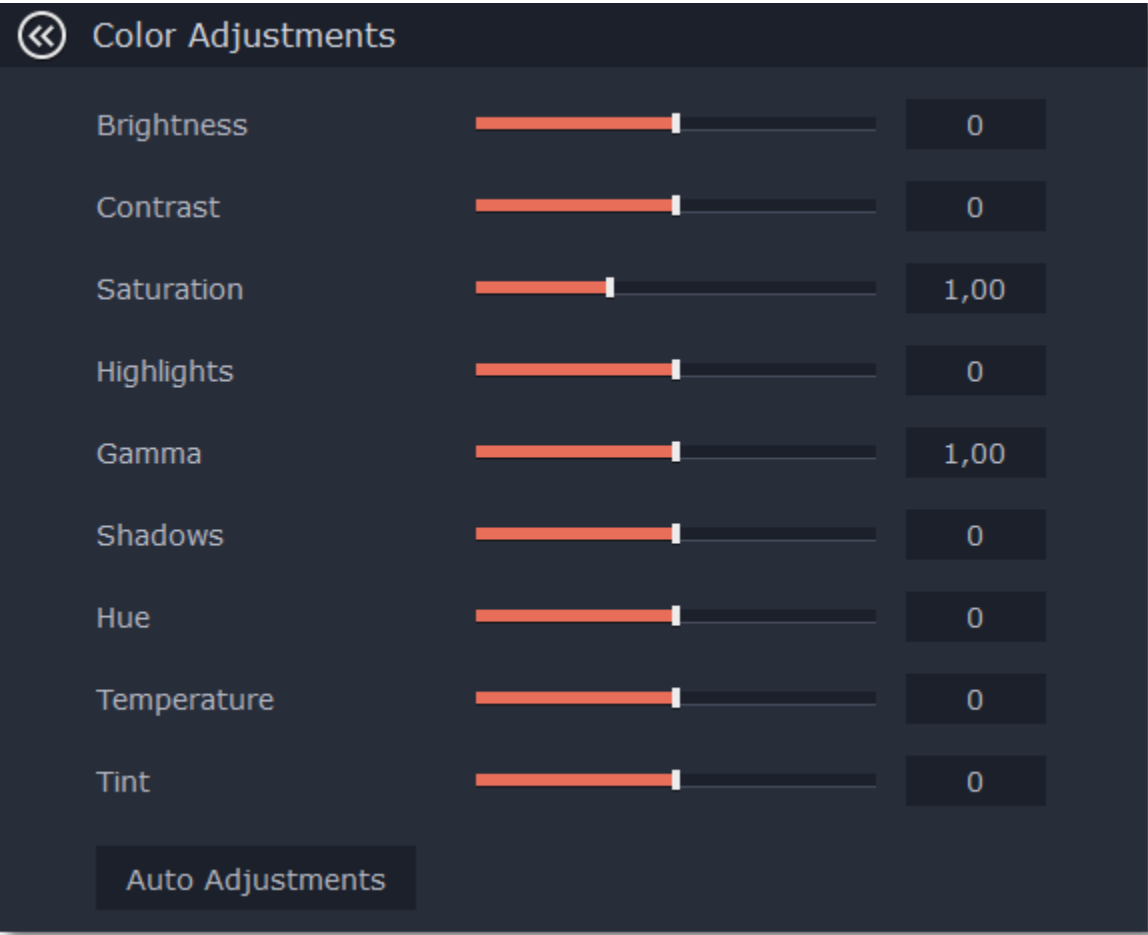 Color Adjustments
Brightness 0
Contrast 0
Saturation 1,00
Highlights 0
Gamma 1,00
Shadows 0
Hue 0
Temperature 0
Tint 0
Auto Adjustments